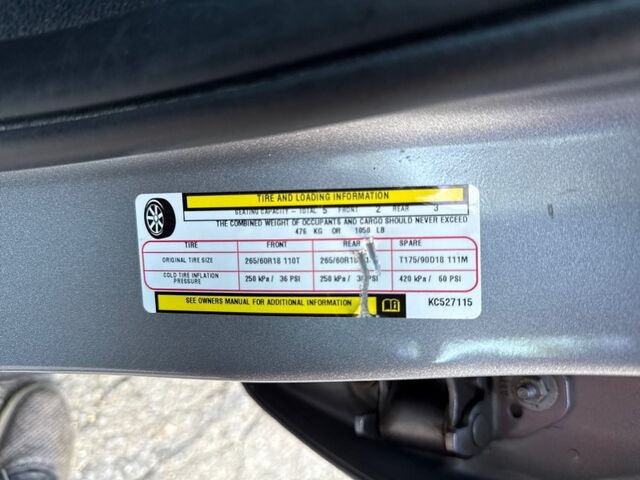 TIRE AND LOADING INFORMATION
SEATING CAPACITY - TOTAL 5 FRONT 2 REAR 3
THE COMBINED WEIGHT OF OCCUPANTS AND CARGO SHOULD NEVER EXCEED
476 KG OR 1050 LB
TIRE FRONT REAR SPARE
ORIGINAL TIRE SIZE 265/60R18 110T 265/60R18 T175/90D18 111M
COLD TIRE INFLATION PRESSURE 250 kPa / 36 PSI 250 kPa / PSI 420 kPa / 60 PSI
SEE OWNERS MANUAL FOR ADDITIONAL INFORMATION KC527115